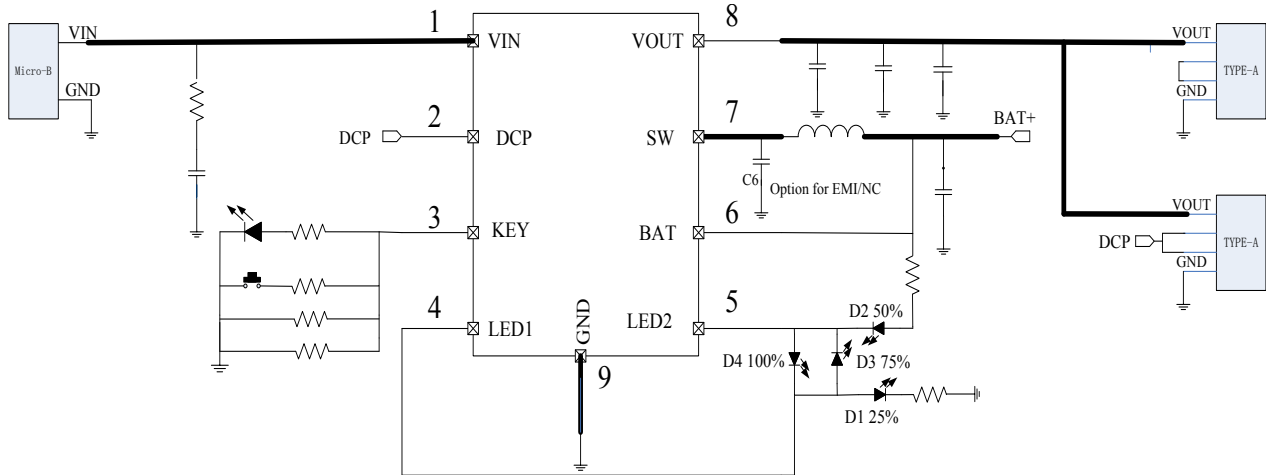 1
8
VIN
VIN
VOUT
VOUT
Micro-B
TYPE-A
GND
GND
2
7
BAT+
DCP
DCP
SW
C6
Option for EMI/NC
3
6
VOUT
KEY
BAT
DCP
TYPE-A
GND
4
5
D2 50%
LED1
GND
LED2
D4 100%
D3 75%
9
D1 25%